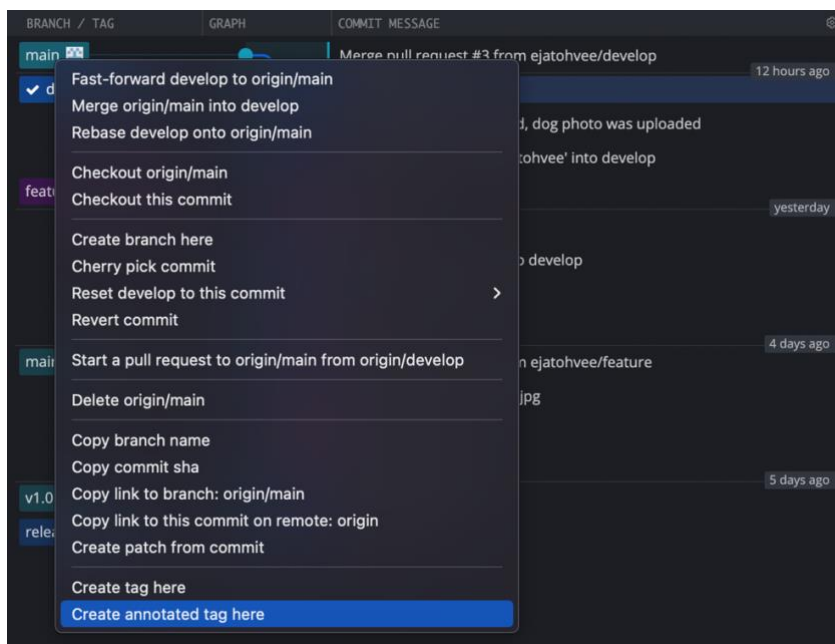 BRANCH / TAG GRAPH COMMIT MESSAGE
main Merge pull request #3 from ejatohvee/develop
12 hours ago
Fast-forward develop to origin/main
Merge origin/main into develop
Rebase develop onto origin/main
d, dog photo was uploaded
tohvee' into develop
Checkout origin/main
Checkout this commit
yesterday
Create branch here
Cherry pick commit
o develop
Reset develop to this commit
Revert commit
4 days ago
Start a pull request to origin/main from origin/develop
m ejatohvee/feature
Delete origin/main
jpg
Copy branch name
Copy commit sha
5 days ago
Copy link to branch: origin/main
v1.0
Copy link to this commit on remote: origin
Create patch from commit
Create tag here
Create annotated tag here